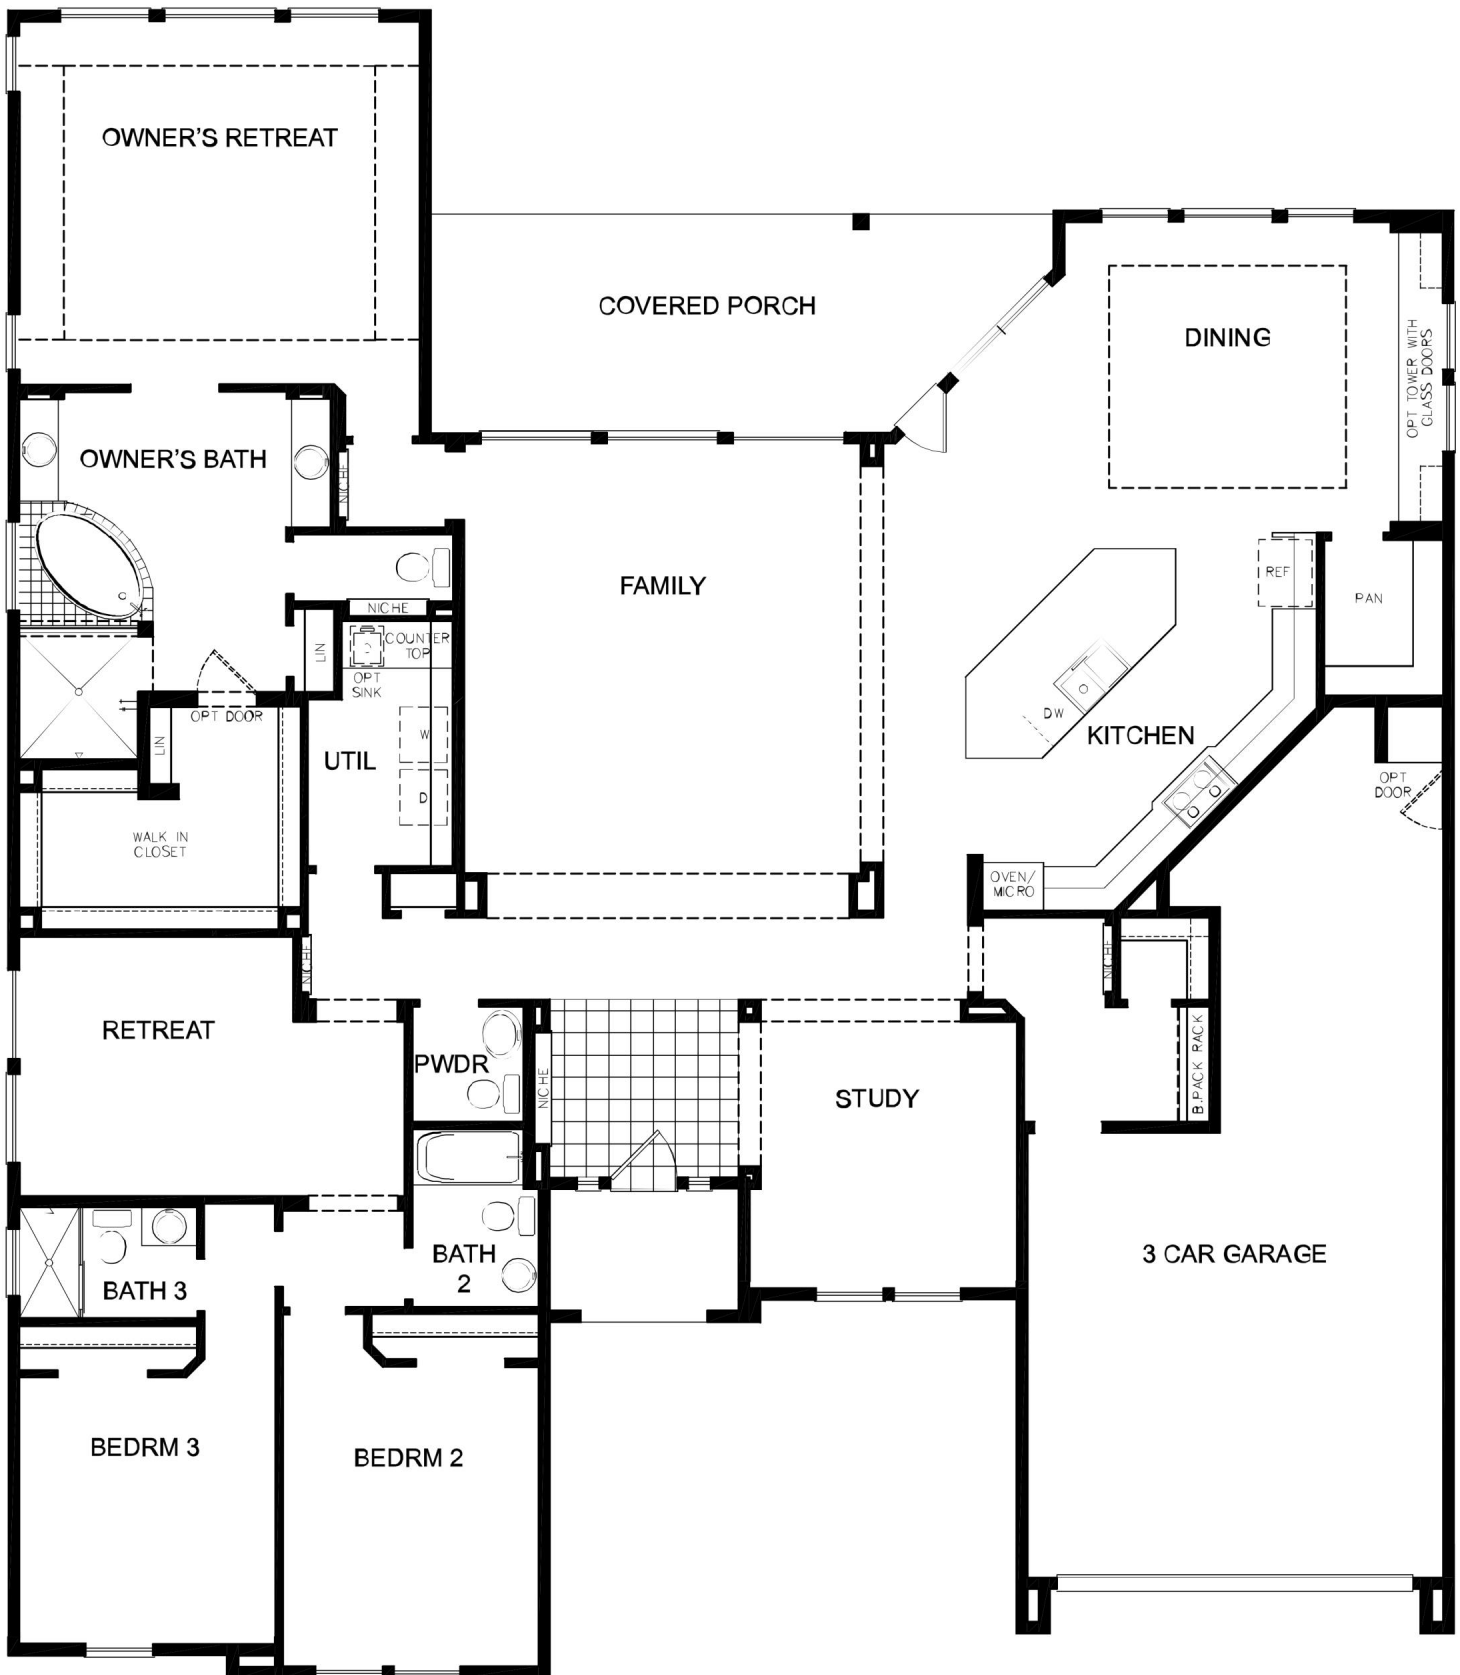 OWNER'S RETREAT
COVERED PORCH
DINING
OPT TOWER WITH
GLASS DOORS
OWNER'S BATH
NICHE
FAMILY
REF
PAN
NICHE
COUNTER
TOP
LIN
OPT
SINK
DW
OPT DOOR
W
KITCHEN
LIN
UTIL
OPT
DOOR
D
WALK IN
CLOSET
OVEN/
MICRO
NICHE
NICHE
RETREAT
PWDR
NICHE
STUDY
B.PACK RACK
BATH
2
3 CAR GARAGE
BATH 3
BEDRM 3
BEDRM 2